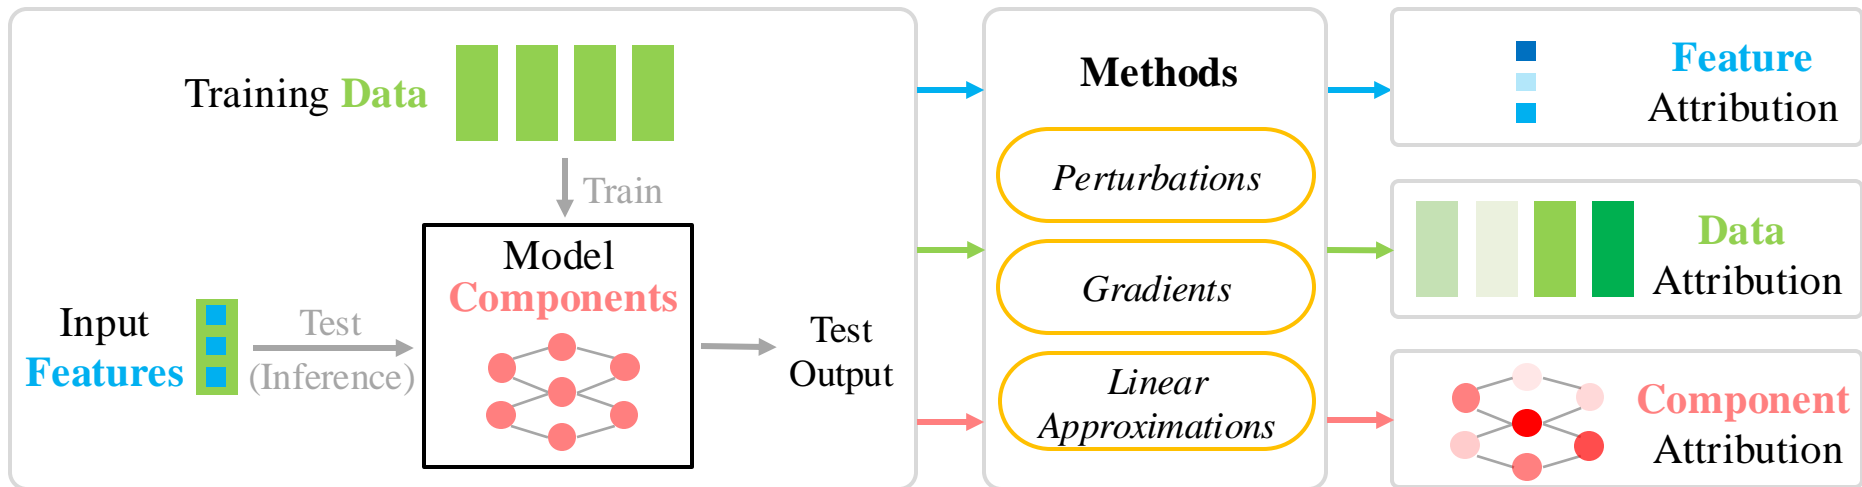 Training Data
Train
Model
Components
Input
Features
Test
(Inference)
Test
Output
Methods
Perturbations
Gradients
Linear
Approximations
Feature
Attribution
Data
Attribution
Component
Attribution